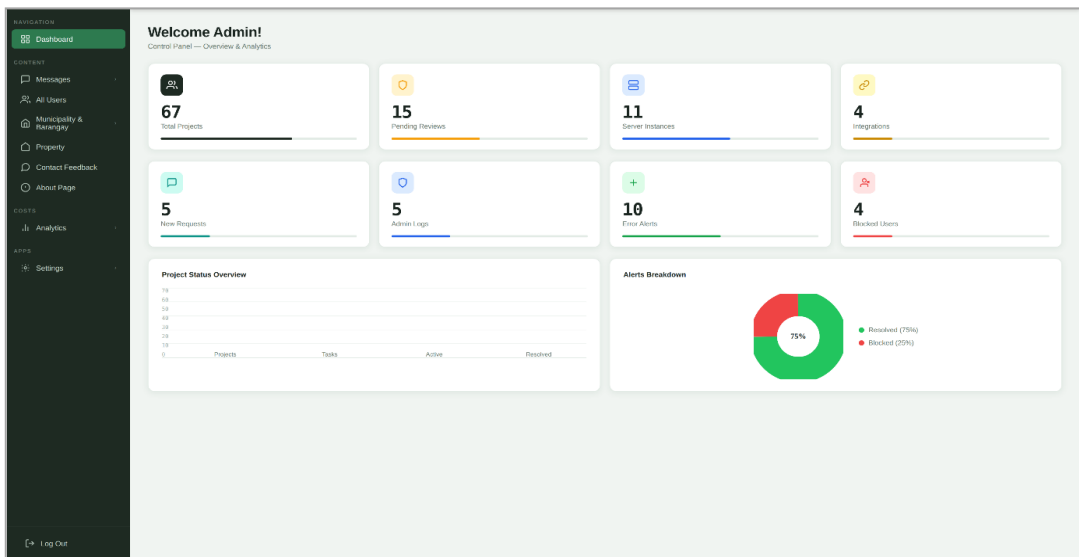 NAVIGATION
Dashboard
CONTENT
Messages
All Users
Municipality &
Barangay
Property
Contact Feedback
About Page
COSTS
Analytics
APPS
Settings
Log Out
Welcome Admin!
Control Panel — Overview & Analytics
67
Total Projects
15
Pending Reviews
11
Server Instances
4
Integrations
5
New Requests
5
Admin Logs
10
Error Alerts
4
Blocked Users
Project Status Overview
70
60
50
40
30
20
10
0
Projects Tasks Active Resolved
Alerts Breakdown
75%
Resolved (75%)
Blocked (25%)